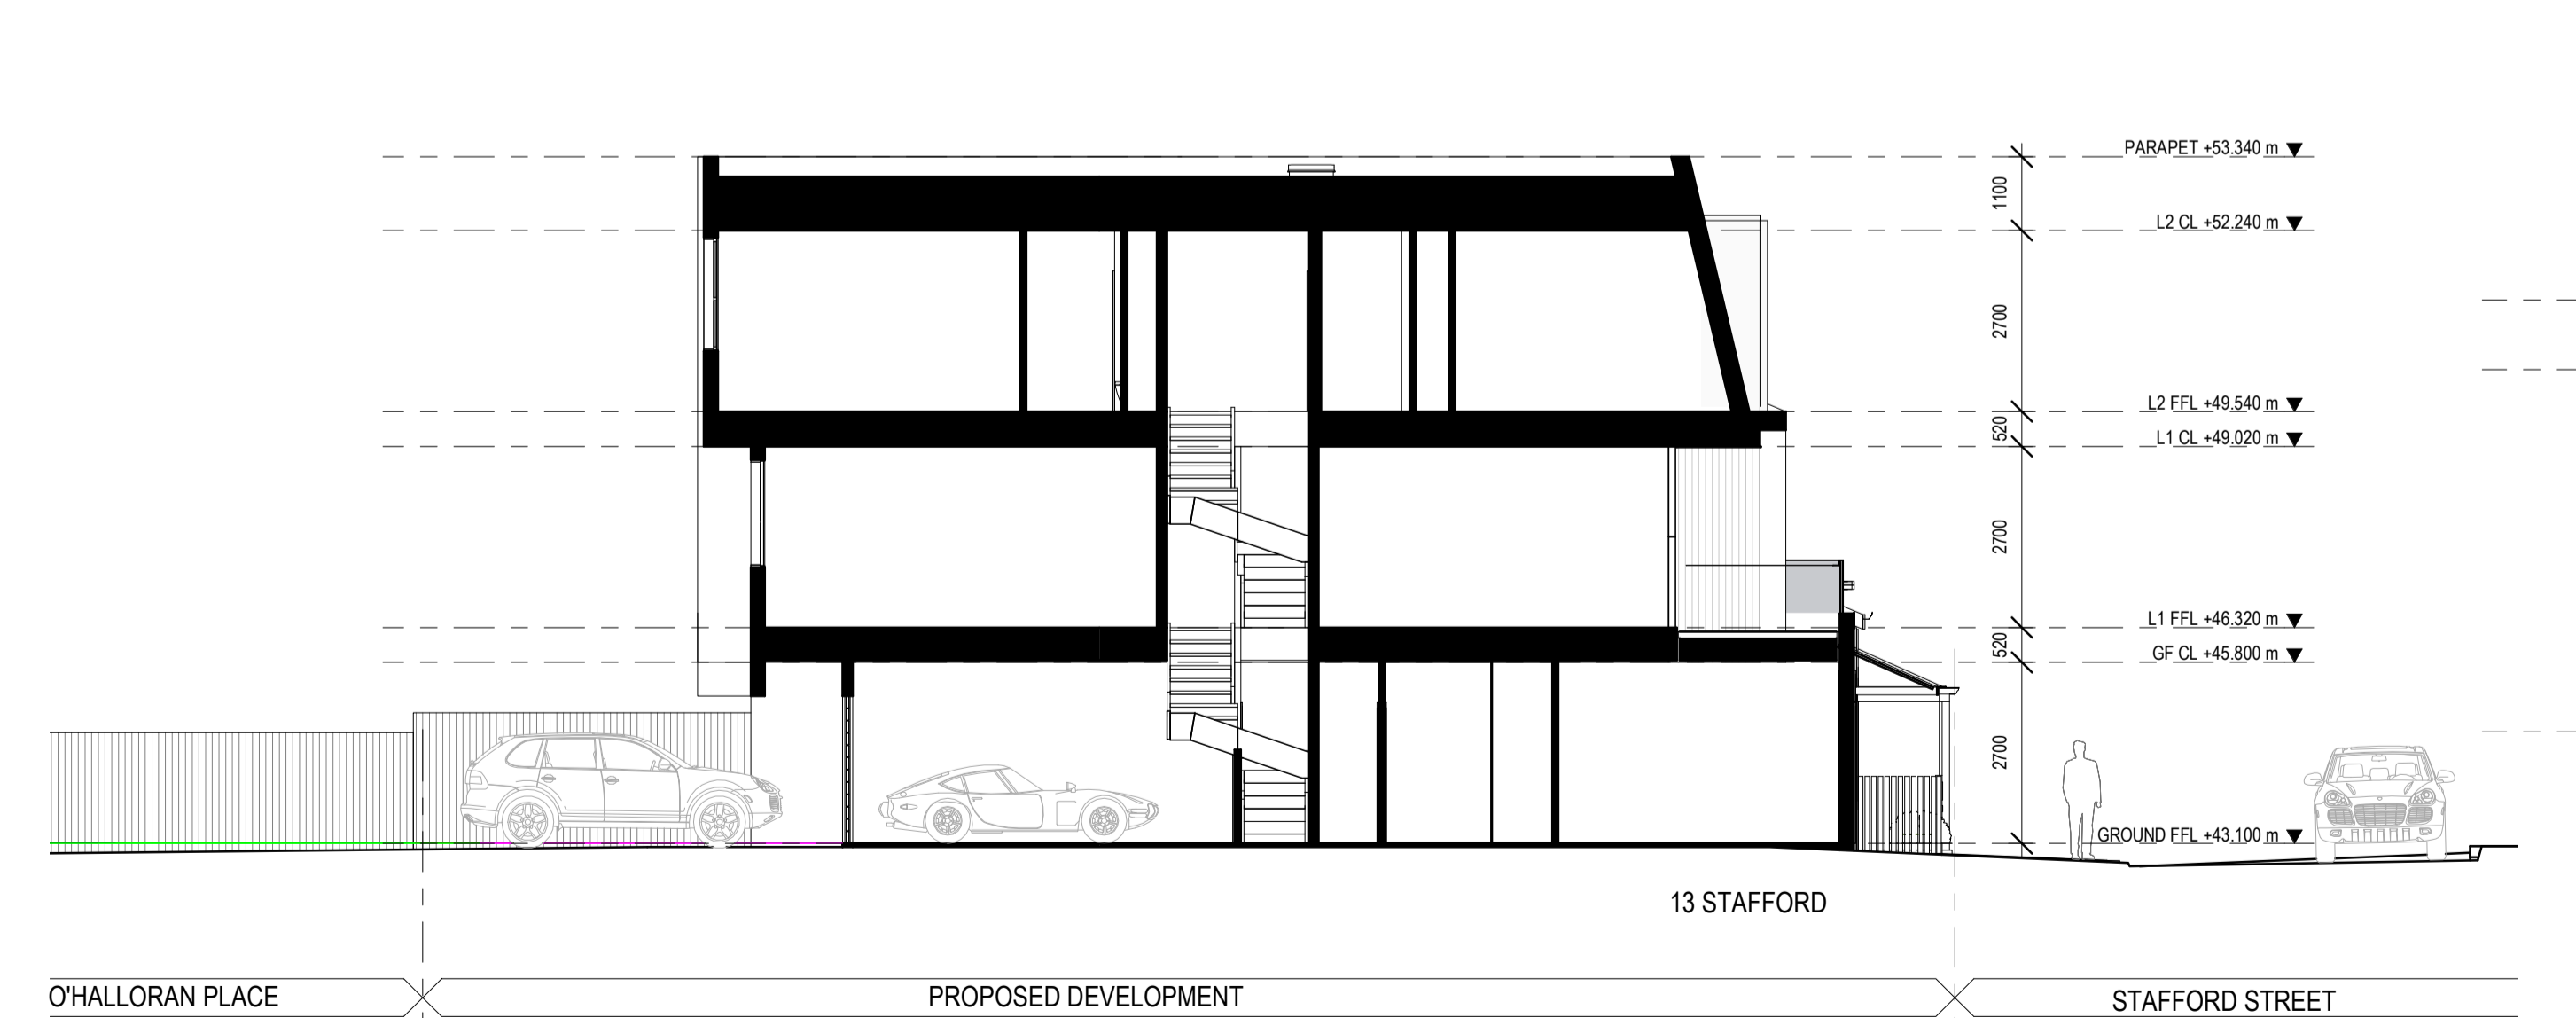 PARAPET +53.340 m
1100
L2 CL +52.240 m
2700
L2 FFL +49.540 m
520
L1 CL +49.020 m
2700
L1 FFL +46.320 m
520
GF CL +45.800 m
2700
GROUND FFL +43.100 m
13 STAFFORD
O'HALLORAN PLACE
PROPOSED DEVELOPMENT
STAFFORD STREET